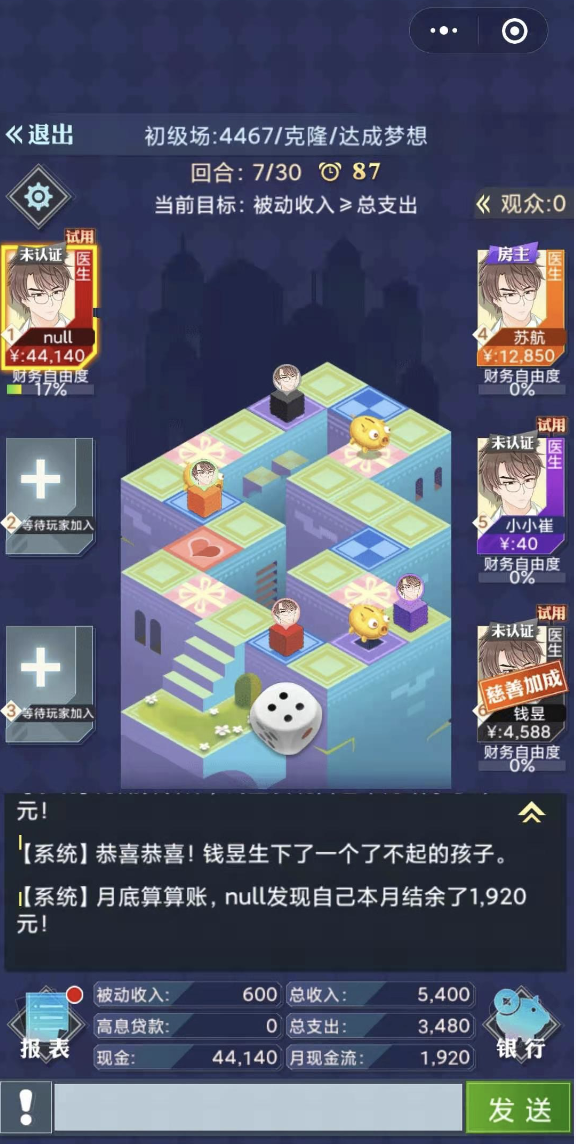 退出
初级场:4467/克隆/达成梦想
回合: 7/30 87
当前目标: 被动收入≥总支出
观众:0
试用
未认证
医生
1
null
¥:44,140
财务自由度
17%
房主
医生
4
苏航
¥:12,850
财务自由度
0%
2 等待玩家加入
试用
未认证
医生
5
小小崔
¥:40
财务自由度
0%
3 等待玩家加入
试用
未认证
医生
慈善加成
钱昱
¥:4,588
财务自由度
0%
元!
【系统】恭喜恭喜! 钱昱生下了一个了不起的孩子。
【系统】月底算算账, null发现自己本月结余了1,920
元!
报表
被动收入: 600 总收入: 5,400
高息贷款: 0 总支出: 3,480
现金: 44,140 月现金流: 1,920
银行
!
发送